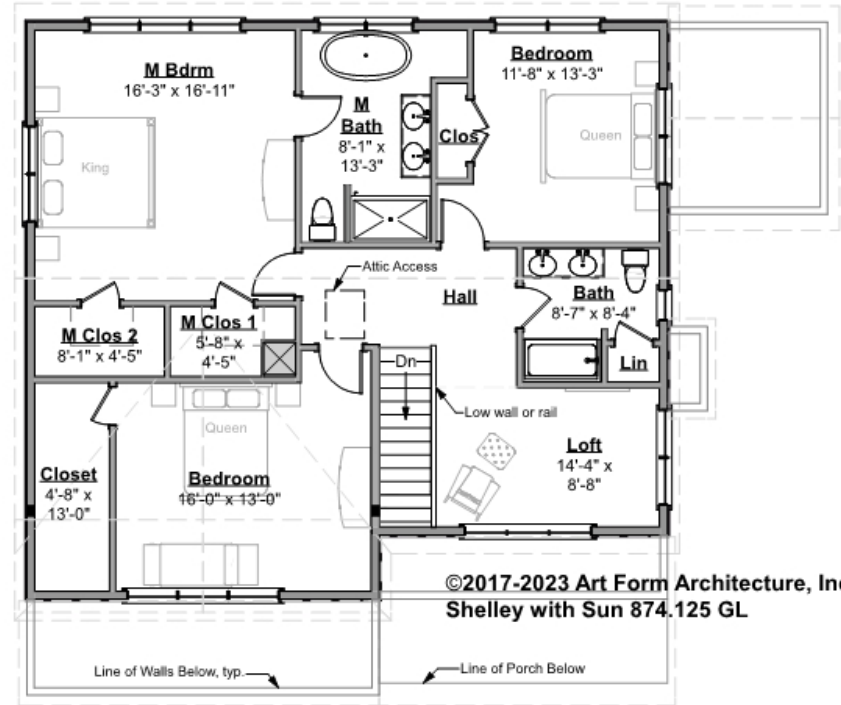 M Bdrm
16'-3" x 16'-11"
King
M
Bath
8'-1" x
13'-3"
Bedroom
11'-8" x 13'-3"
Clos
Queen
Attic Access
Hall
Bath
8'-7" x 8'-4"
Lin
M Clos 2
8'-1" x 4'-5"
M Clos 1
5'-8" x
4'-5"
Dn
Low wall or rail
Queen
Bedroom
16'-0" x 13'-0"
Closet
4'-8" x
13'-0"
Loft
14'-4" x
8'-8"
©2017-2023 Art Form Architecture, Inc
Shelley with Sun 874.125 GL
Line of Walls Below, typ.
Line of Porch Below